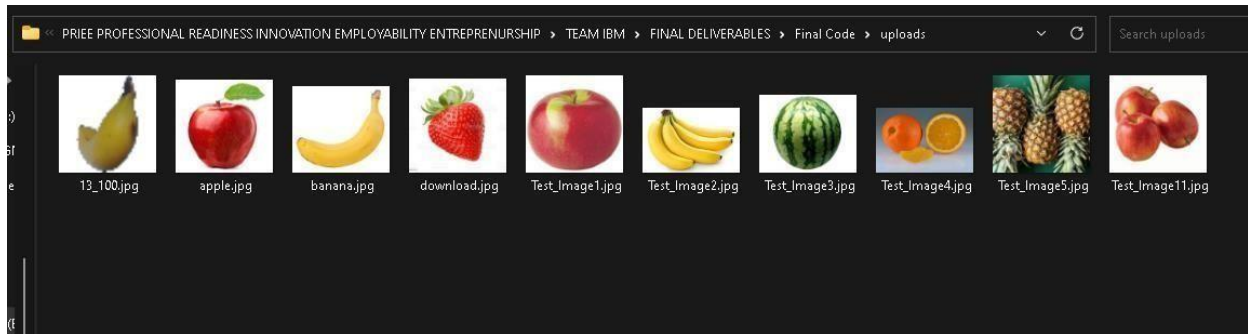 « PRIEE PROFESSIONAL READINESS INNOVATION EMPLOYABILITY ENTREPRENURSHIP > TEAM IBM > FINAL DELIVERABLES > Final Code > uploads
Search uploads
13_100.jpg apple.jpg banana.jpg download.jpg Test_Image1.jpg Test_Image2.jpg Test_Image3.jpg Test_Image4.jpg Test_Image5.jpg Test_Image11.jpg